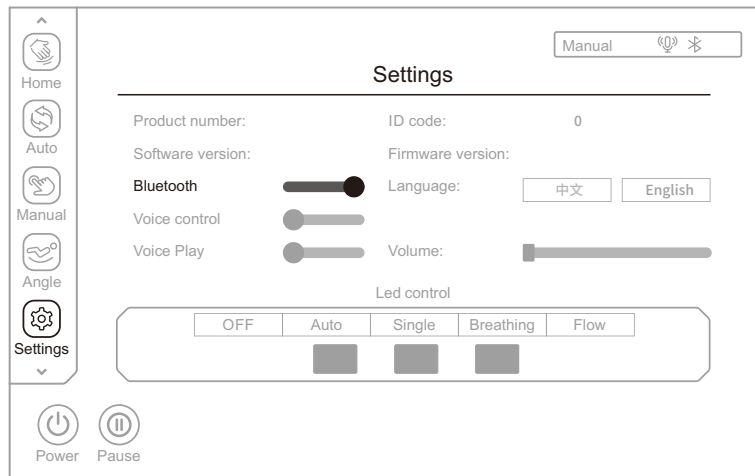 Manual
Settings
Home
Auto
Manual
Angle
Settings
Product number:
ID code: 0
Software version:
Firmware version:
Bluetooth
Language: 中文 English
Voice control
Voice Play
Volume:
Led control
OFF Auto Single Breathing Flow
Power Pause